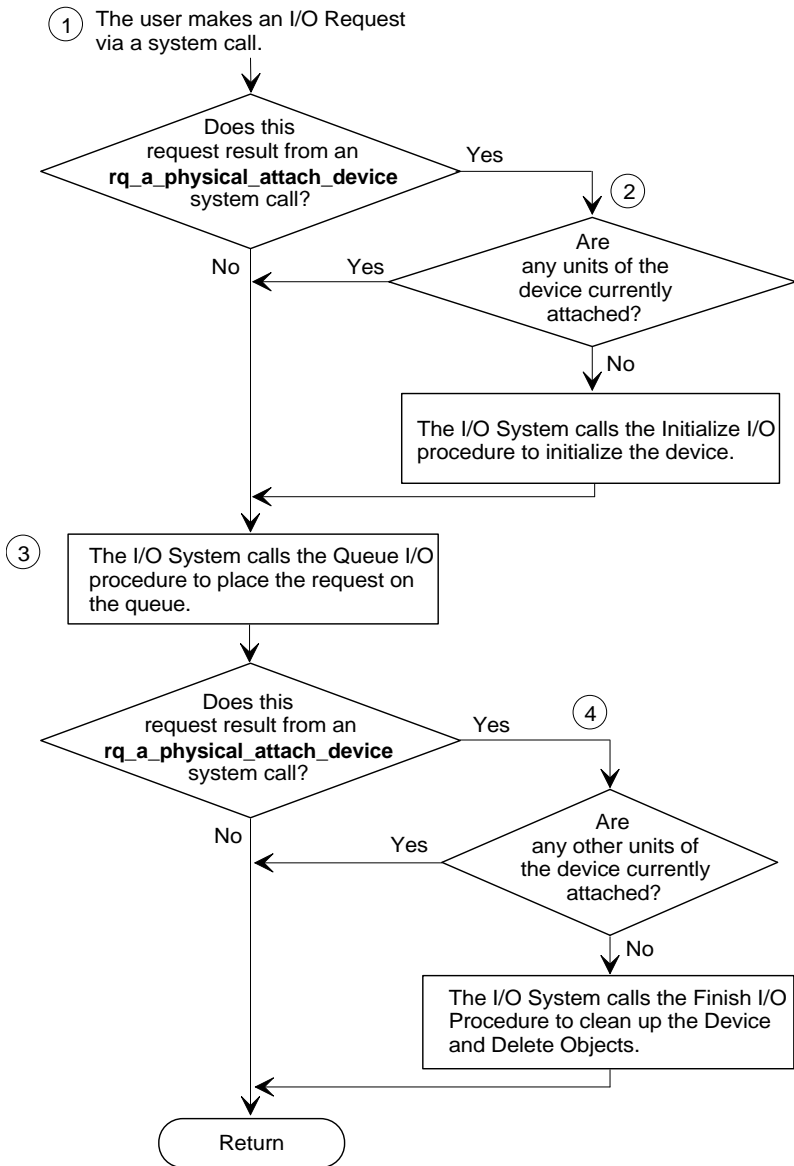 1 The user makes an I/O Request
via a system call.
Does this
request result from an
rq_a_physical_attach_device
system call?
Yes
2
No
Are
any units of the
device currently
attached?
Yes
No
The I/O System calls the Initialize I/O
procedure to initialize the device.
3
The I/O System calls the Queue I/O
procedure to place the request on
the queue.
Does this
request result from an
rq_a_physical_attach_device
system call?
Yes
4
No
Are
any other units of
the device currently
attached?
Yes
No
The I/O System calls the Finish I/O
Procedure to clean up the Device
and Delete Objects.
Return